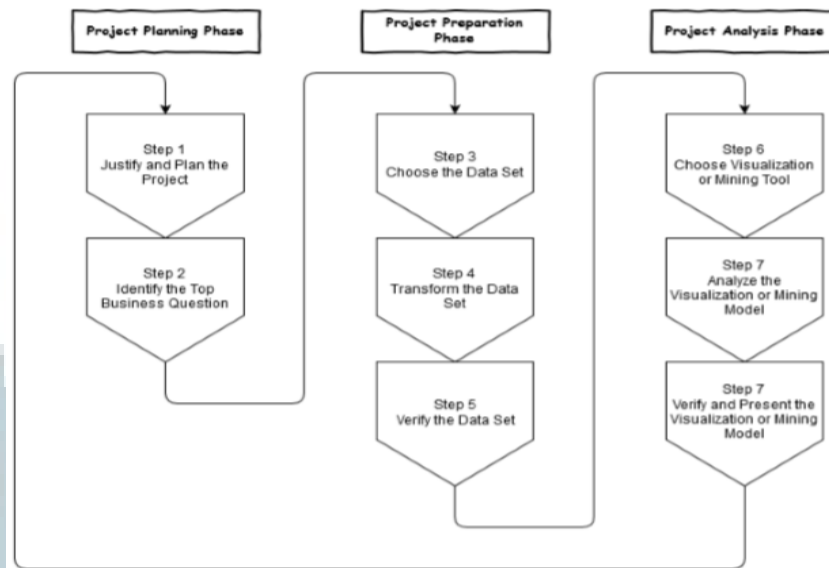 Project Planning Phase
Step 1
Justify and Plan the
Project
Step 2
Identify the Top
Business Question
Project Preparation
Phase
Step 3
Choose the Data Set
Step 4
Transform the Data
Set
Step 5
Verify the Data Set
Project Analysis Phase
Step 6
Choose Visualization
or Mining Tool
Step 7
Analyze the
Visualization or Mining
Model
Step 7
Verify and Present the
Visualization or Mining
Model